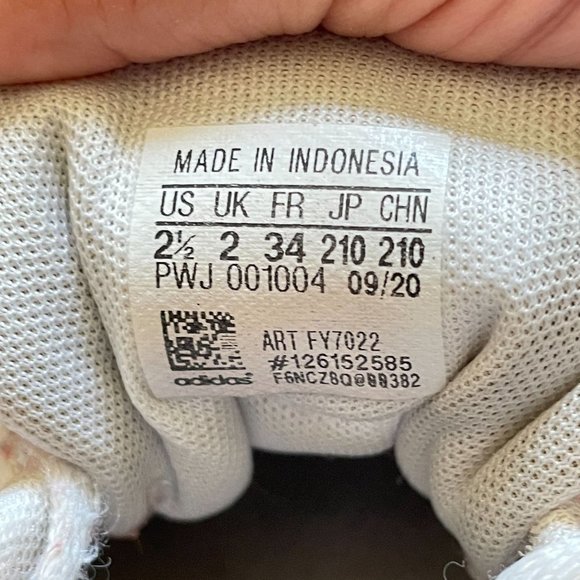 MADE IN INDONESIA
US UK FR JP CHN
2½ 2 34 210 210
PWJ 001004 09/20
ART FY7022
#126152585
adidas